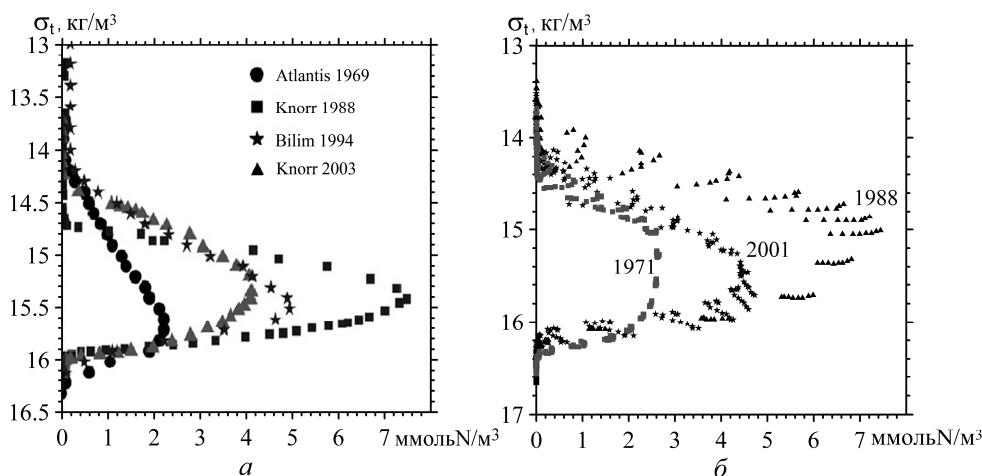 σt, кг/м³
13
13.5
14
14.5
15
15.5
16
16.5
0 1 2 3 4 5 6 7 ммольN/м³
Atlantis 1969
Knorr 1988
Bilim 1994
Knorr 2003
а
σt, кг/м³
13
14
15
16
17
0 1 2 3 4 5 6 7 ммольN/м³
1988
1971
2001
б